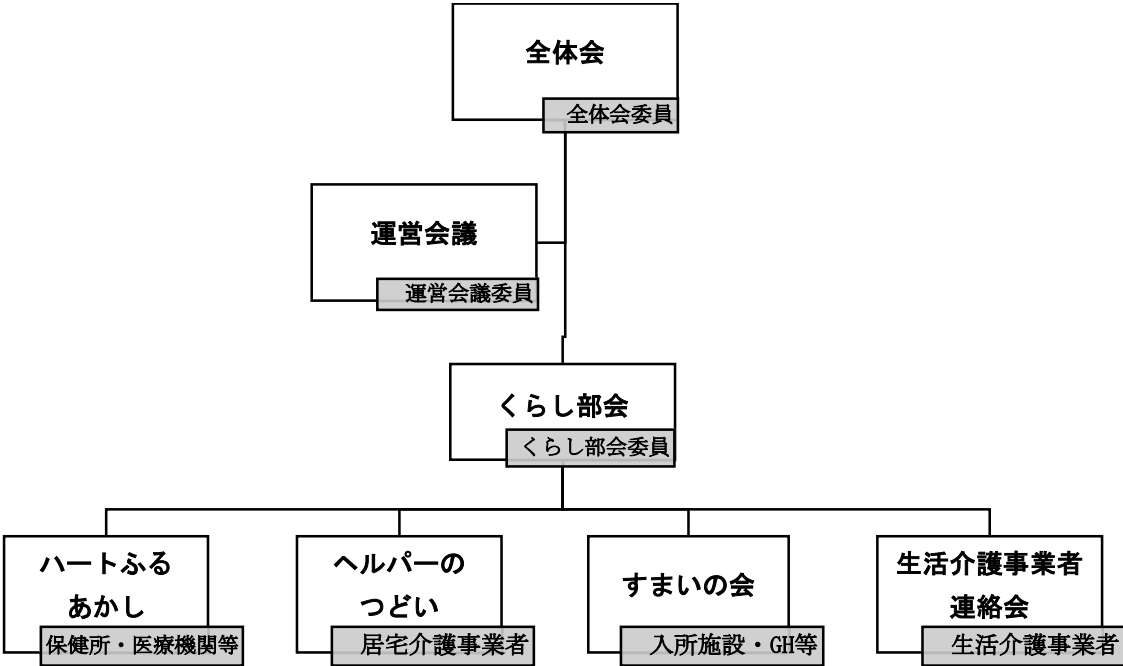 全体会
全体会委員
運営会議
運営会議委員
くらし部会
くらし部会委員
ハートふる
あかし
保健所・医療機関等
ヘルパーの
つどい
居宅介護事業者
すまいの会
入所施設・GH等
生活介護事業者
連絡会
生活介護事業者